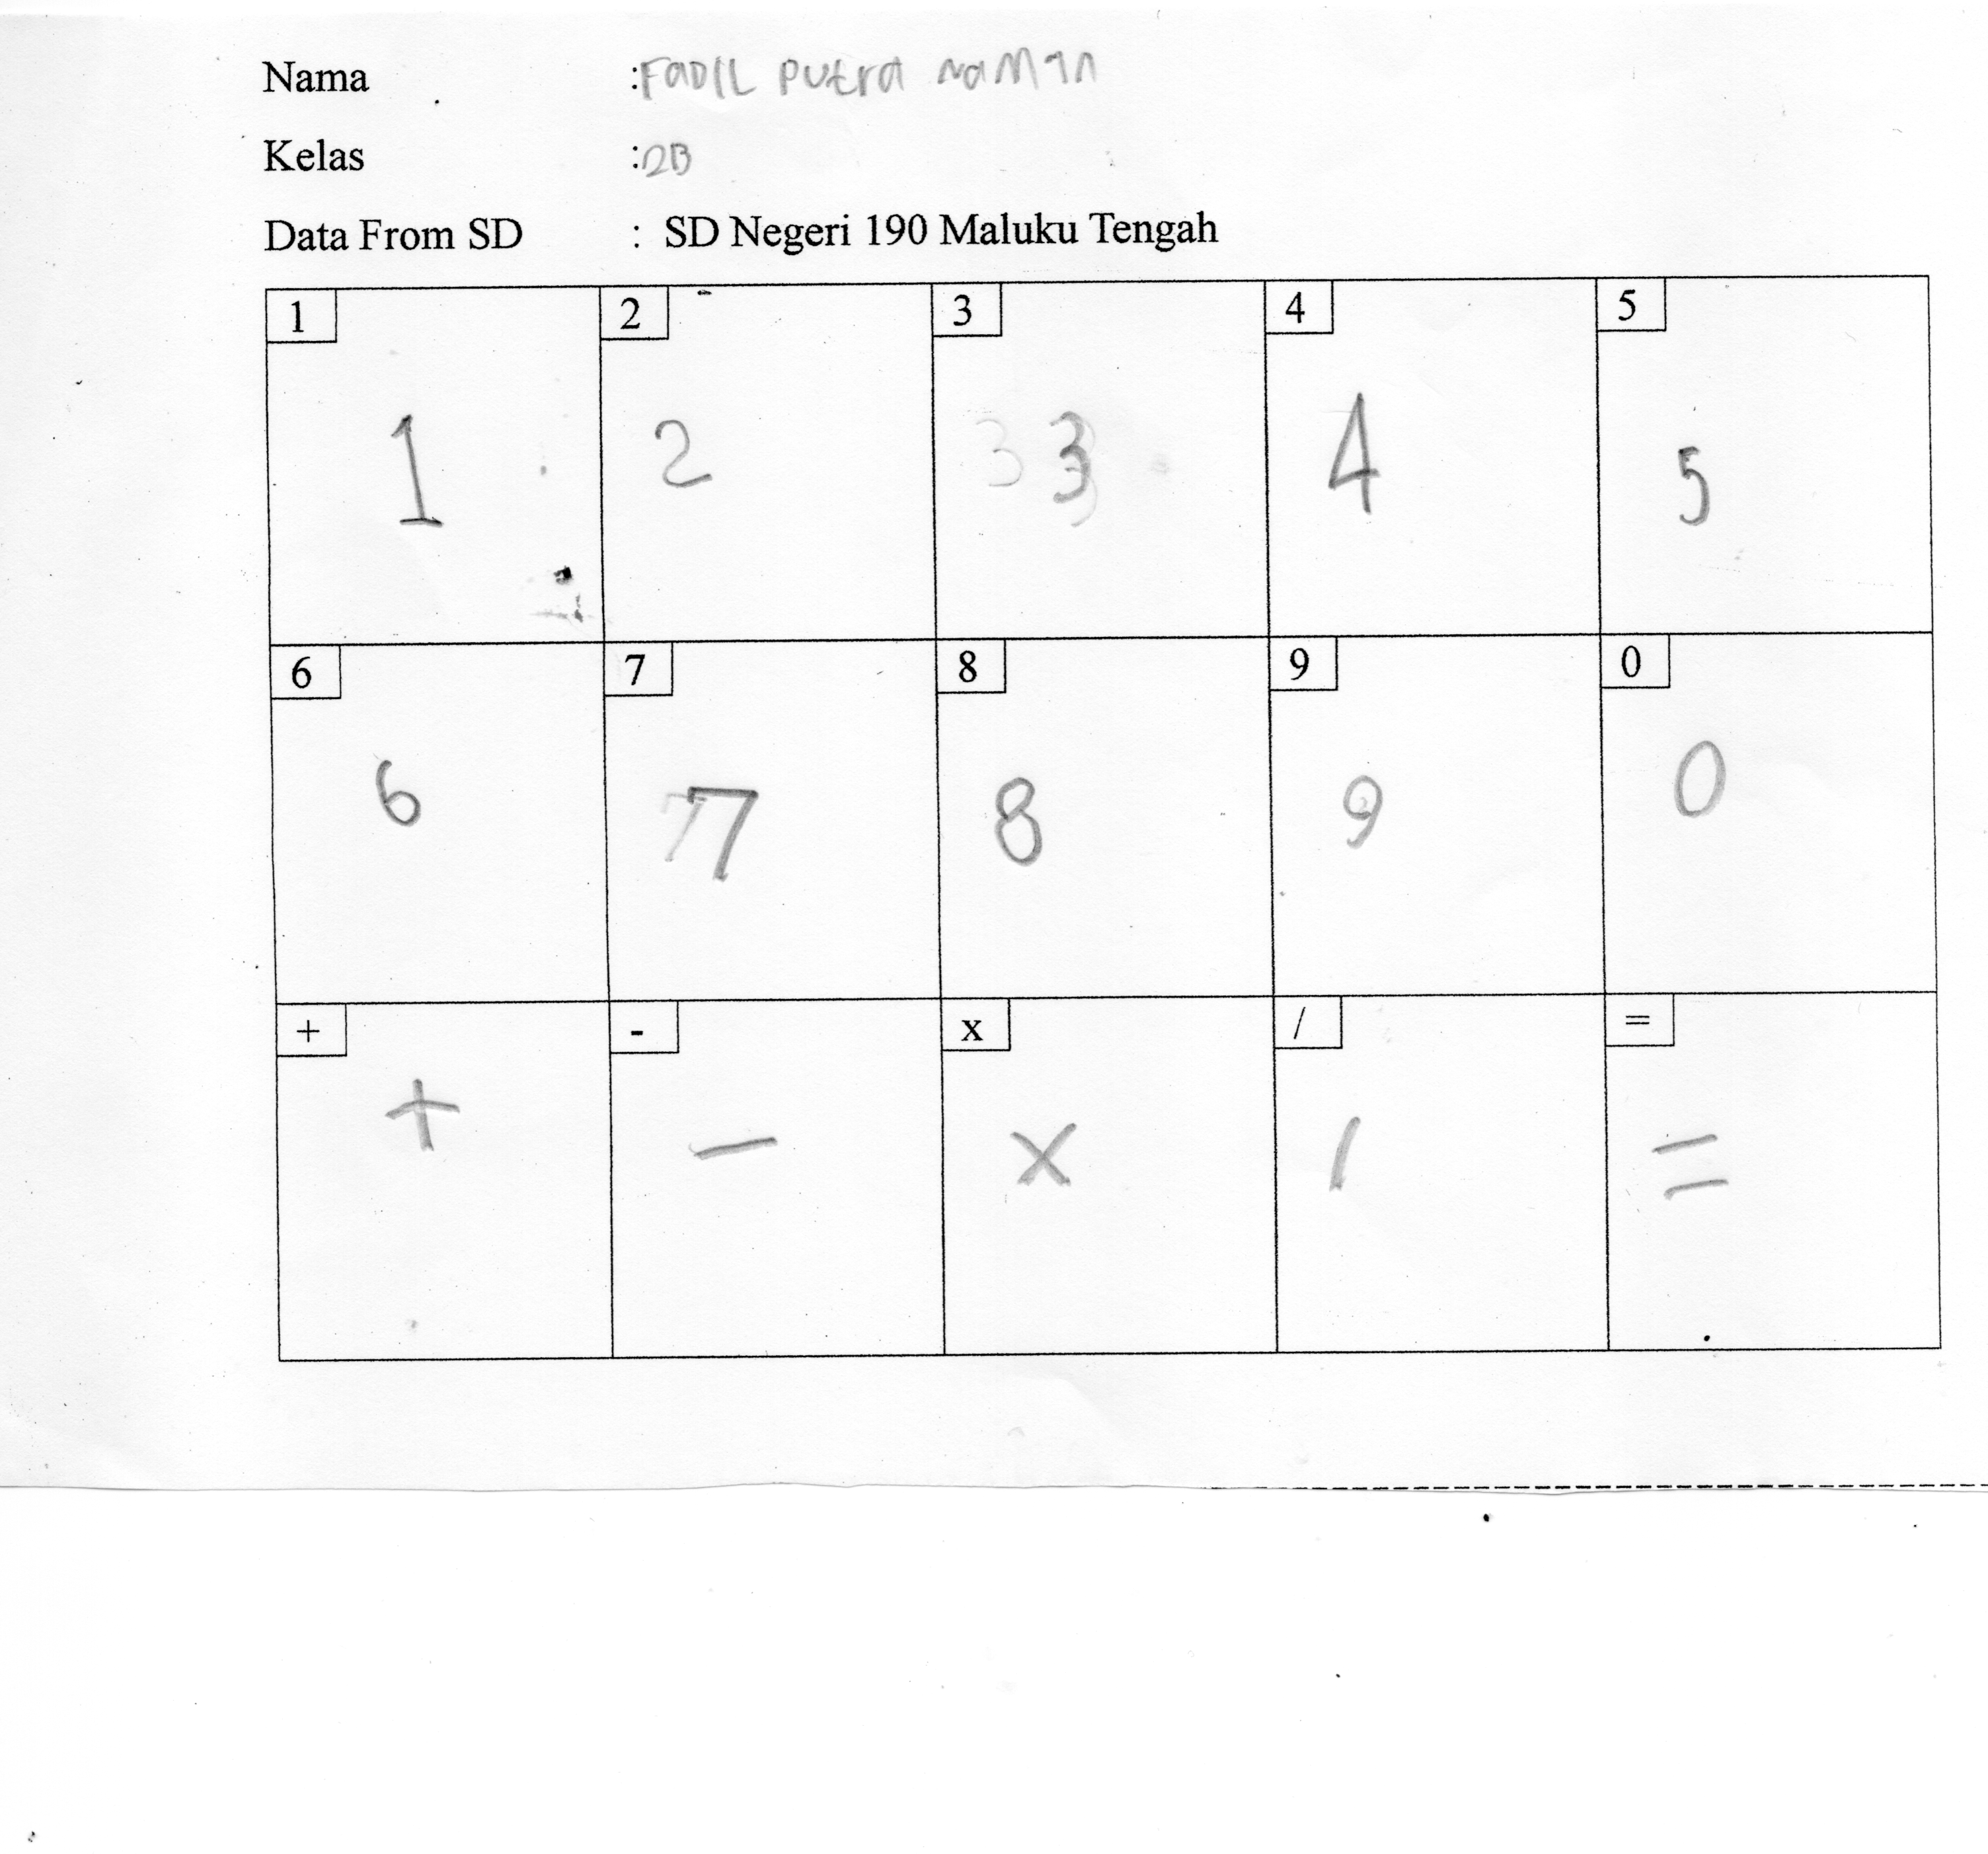 Nama :FaDIL PUtra naMan
Kelas :2B
Data From SD : SD Negeri 190 Maluku Tengah
1 2 3 4 5
1 2 3 3 4 5
6 7 8 9 0
6 7 7 8 9 0
+ - x / =
+ - x / =